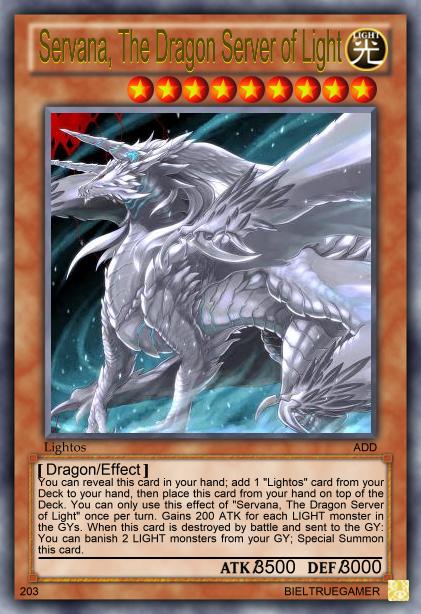 Servana, The Dragon Server of Light
LIGHT
光
Lightos
ADD
[ Dragon/Effect ]
You can reveal this card in your hand; add 1 "Lightos" card from your
Deck to your hand, then place this card from your hand on top of the
Deck. You can only use this effect of "Servana, The Dragon Server
of Light" once per turn. Gains 200 ATK for each LIGHT monster in
the GYs. When this card is destroyed by battle and sent to the GY:
You can banish 2 LIGHT monsters from your GY; Special Summon
this card.
ATK 8500 DEF 8000
203
BIELTRUEGAMER